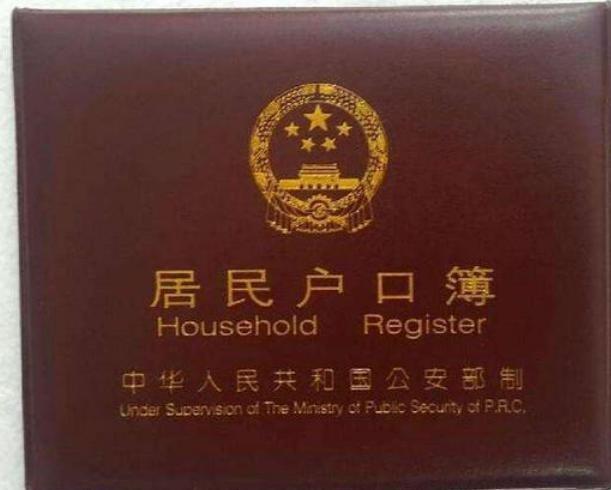 居民户口簿
Household Register
中华人民共和国公安部制
Under Supervision of The Ministry of Public Security of P.R.C.